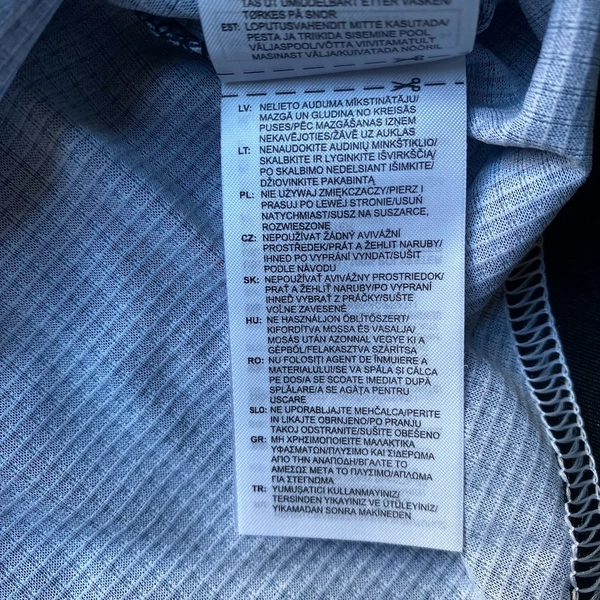 TAS UT OMIDDELBART EFTER VASKEN/
TØRKES PÅ SNOR
EST: LOPUTUSVAHENDIT MITTE KASUTADA/
PESTA JA TRIIKIDA SISEMINE POOL
VÄLJASPOOL/VÕTTA VIIVITAMATULT
MASINAST VÄLJA/KUIVATADA NÖÖRIL
LV: NELIETO AUDUMA MĪKSTINĀTĀJU/
MAZGĀ UN GLUDINA NO KREISĀS
PUSES/PĒC MAZGĀŠANAS IZŅEM
NEKAVĒJOTIES/ŽĀVĒ UZ AUKLAS
LT: NENAUDOKITE AUDINIŲ MINKŠTIKLIO/
SKALBKITE IR LYGINKITE IŠVIRKŠČIĄ/
PO SKALBIMO NEDELSIANT IŠIMKITE/
DŽIOVINKITE PAKABINTĄ
PL: NIE UŻYWAJ ZMIĘKCZACZY/PIERZ I
PRASUJ PO LEWEJ STRONIE/USUŃ
NATYCHMIAST/SUSZ NA SUSZARCE,
ROZWIESZONE
CZ: NEPOUŽÍVAT ŽÁDNÝ AVIVÁŽNÍ
PROSTŘEDEK/PRÁT A ŽEHLIT NARUBY/
IHNED PO VYPRÁNÍ VYNDAT/SUŠIT
PODLE NÁVODU
SK: NEPOUŽÍVAŤ AVIVÁŽNY PROSTRIEDOK/
PRAŤ A ŽEHLIŤ NARUBY/PO VYPRANÍ
IHNEĎ VYBRAŤ Z PRÁČKY/SUŠTE
VOĽNE ZAVESENÉ
HU: NE HASZNÁLJON ÖBLÍTŐSZERT/
KIFORDÍTVA MOSSA ÉS VASALJA/
MOSÁS UTÁN AZONNAL VEGYE KI A
GÉPBŐL/FELAKASZTVA SZÁRÍTSA
RO: NU FOLOSIȚI AGENT DE ÎNMUIERE A
MATERIALULUI/SE VA SPĂLA ȘI CĂLCA
PE DOS/A SE SCOATE IMEDIAT DUPĂ
SPĂLARE/A SE AGĂȚA PENTRU
USCARE
SLO: NE UPORABLJAJTE MEHČALCA/PERITE
IN LIKAJTE OBRNJENO/PO PRANJU
TAKOJ ODSTRANITE/SUŠITE OBEŠENO
GR: ΜΗ ΧΡΗΣΙΜΟΠΟΙΕΙΤΕ ΜΑΛΑΚΤΙΚΑ
ΥΦΑΣΜΑΤΩΝ/ΠΛΥΣΙΜΟ ΚΑΙ ΣΙΔΕΡΩΜΑ
ΑΠΟ ΤΗΝ ΑΝΑΠΟΔΗ/ΒΓΑΛΤΕ ΤΟ
ΑΜΕΣΩΣ ΜΕΤΑ ΤΟ ΠΛΥΣΙΜΟ/ΑΠΛΩΜΑ
ΓΙΑ ΣΤΕΓΝΩΜΑ
TR: YUMUŞATICI KULLANMAYINIZ/
TERSİNDEN YIKAYINIZ VE ÜTÜLEYİNİZ/
YIKAMADAN SONRA MAKİNEDEN